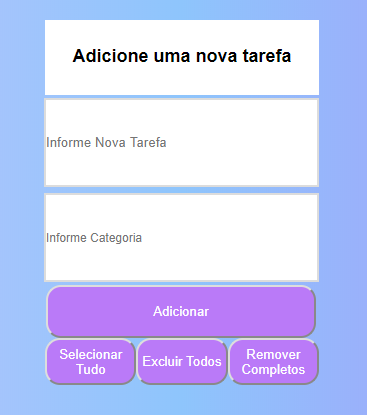 Adicione uma nova tarefa
Informe Nova Tarefa
Informe Categoria
Adicionar
Selecionar
Tudo
Excluir Todos
Remover
Completos